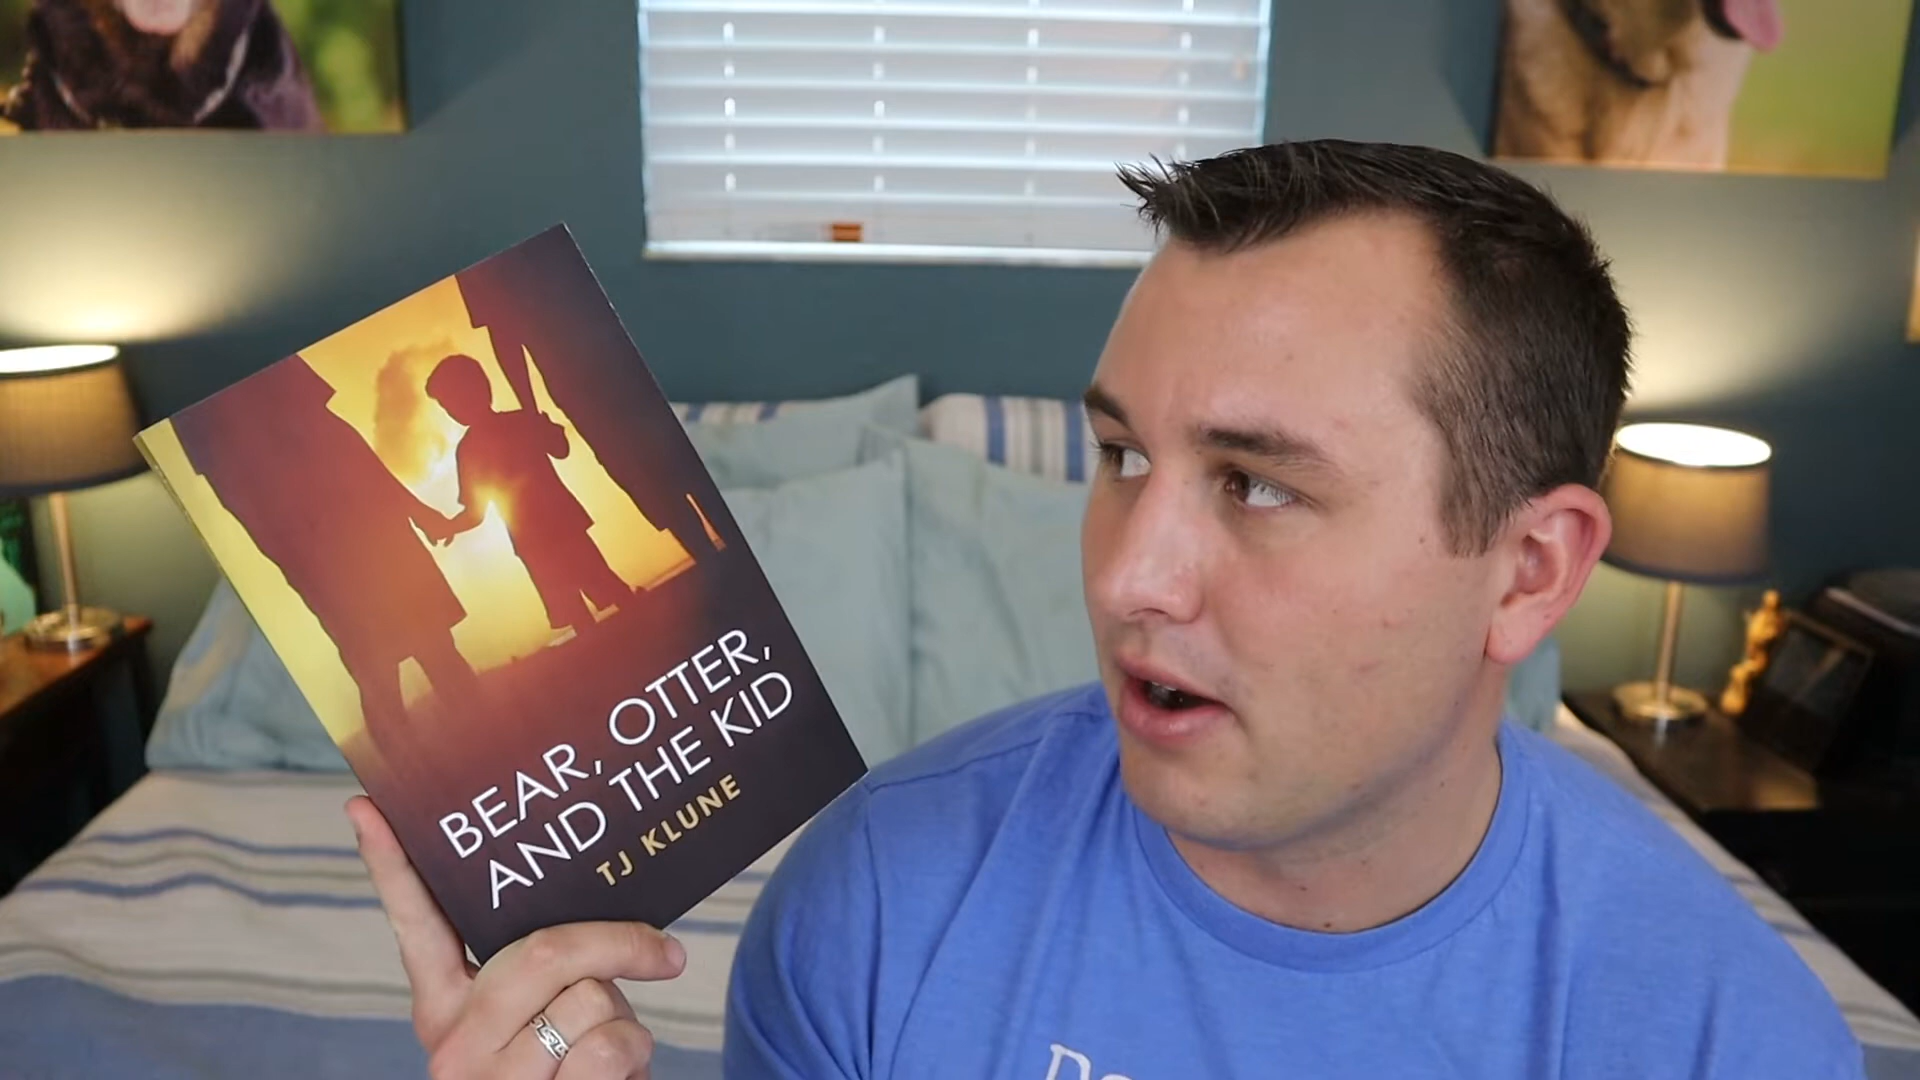 BEAR, OTTER,
AND THE KID
TJ KLUNE